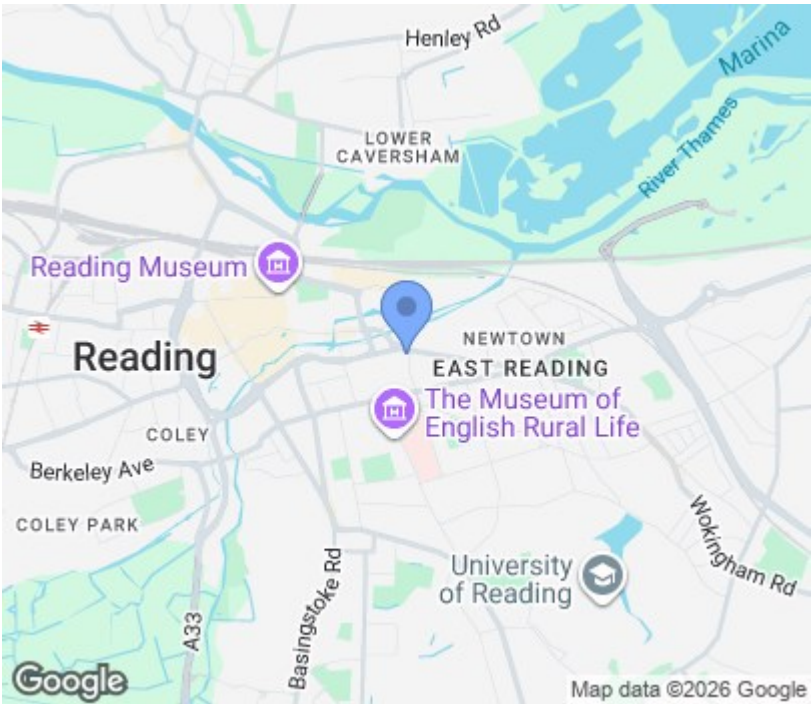 Henley Rd
Marina
LOWER
CAVERSHAM
River Thames
Reading Museum
Reading
NEWTOWN
EAST READING
The Museum of
English Rural Life
COLEY
Berkeley Ave
COLEY PARK
Wokingham Rd
University
of Reading
Basingstoke Rd
A33
Google
Map data ©2026 Google